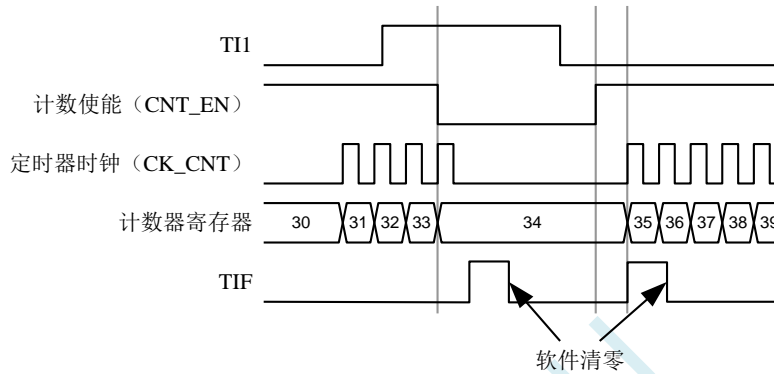 TI1
计数使能（CNT_EN）
定时器时钟（CK_CNT）
计数器寄存器 30 31 32 33 34 35 36 37 38 39
TIF
软件清零